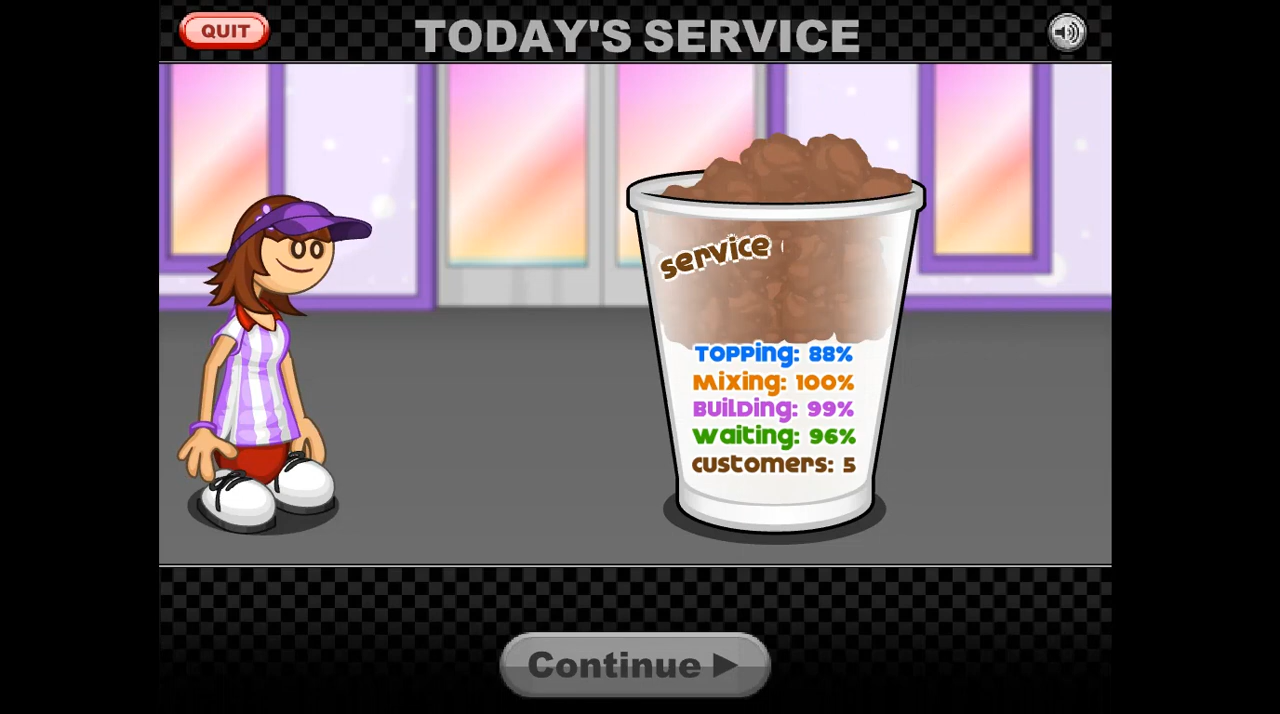 QUIT
TODAY'S SERVICE
service
Topping: 88%
Mixing: 100%
Building: 99%
Waiting: 96%
customers: 5
Continue